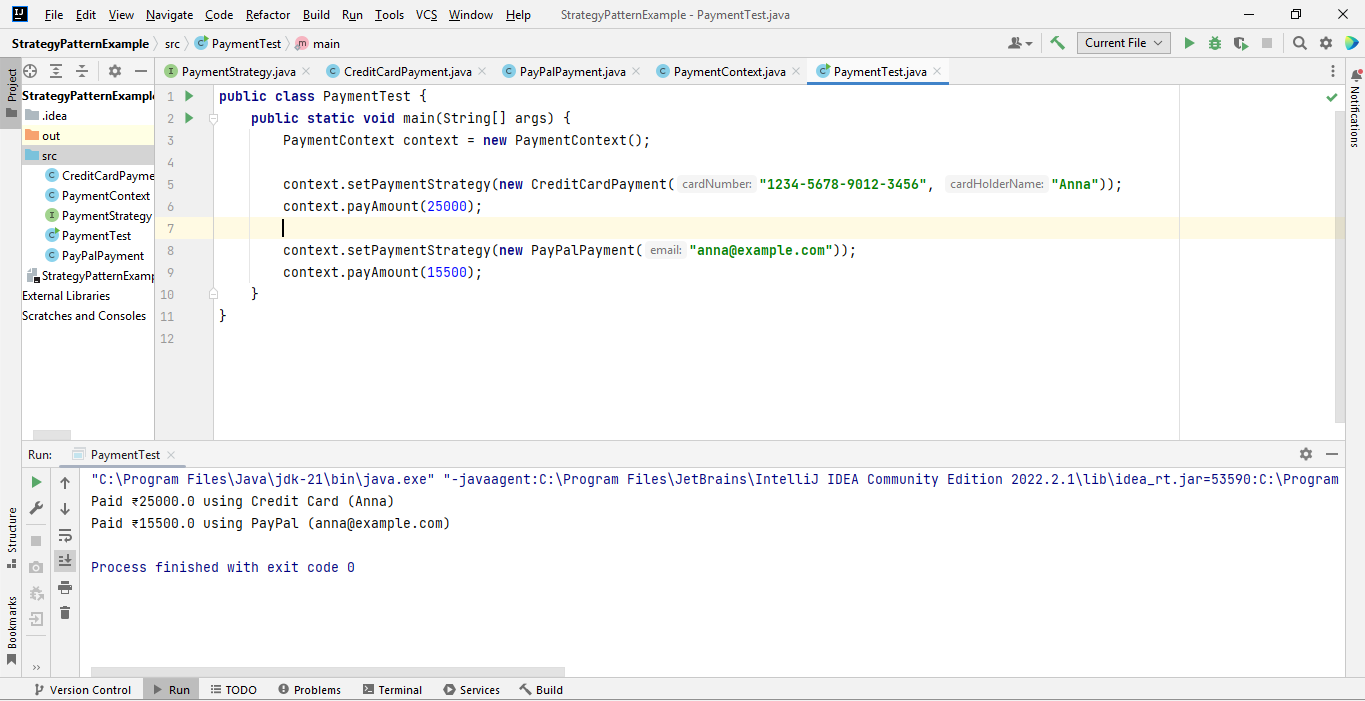 File Edit View Navigate Code Refactor Build Run Tools VCS Window Help StrategyPatternExample - PaymentTest.java
StrategyPatternExample src PaymentTest main Current File
PaymentStrategy.java CreditCardPayment.java PayPalPayment.java PaymentContext.java PaymentTest.java
Project
StrategyPatternExample
.idea
out
src
CreditCardPayme
PaymentContext
PaymentStrategy
PaymentTest
PayPalPayment
StrategyPatternExamp
External Libraries
Scratches and Consoles
1 public class PaymentTest {
2 public static void main(String[] args) {
3 PaymentContext context = new PaymentContext();
4
5 context.setPaymentStrategy(new CreditCardPayment( cardNumber: "1234-5678-9012-3456", cardHolderName: "Anna"));
6 context.payAmount(25000);
7
8 context.setPaymentStrategy(new PayPalPayment( email: "anna@example.com"));
9 context.payAmount(15500);
10 }
11 }
12
Notifications
Run: PaymentTest
"C:\Program Files\Java\jdk-21\bin\java.exe" "-javaagent:C:\Program Files\JetBrains\IntelliJ IDEA Community Edition 2022.2.1\lib\idea_rt.jar=53590:C:\Program
Paid ₹25000.0 using Credit Card (Anna)
Paid ₹15500.0 using PayPal (anna@example.com)
Process finished with exit code 0
Structure
Bookmarks
Version Control Run TODO Problems Terminal Services Build